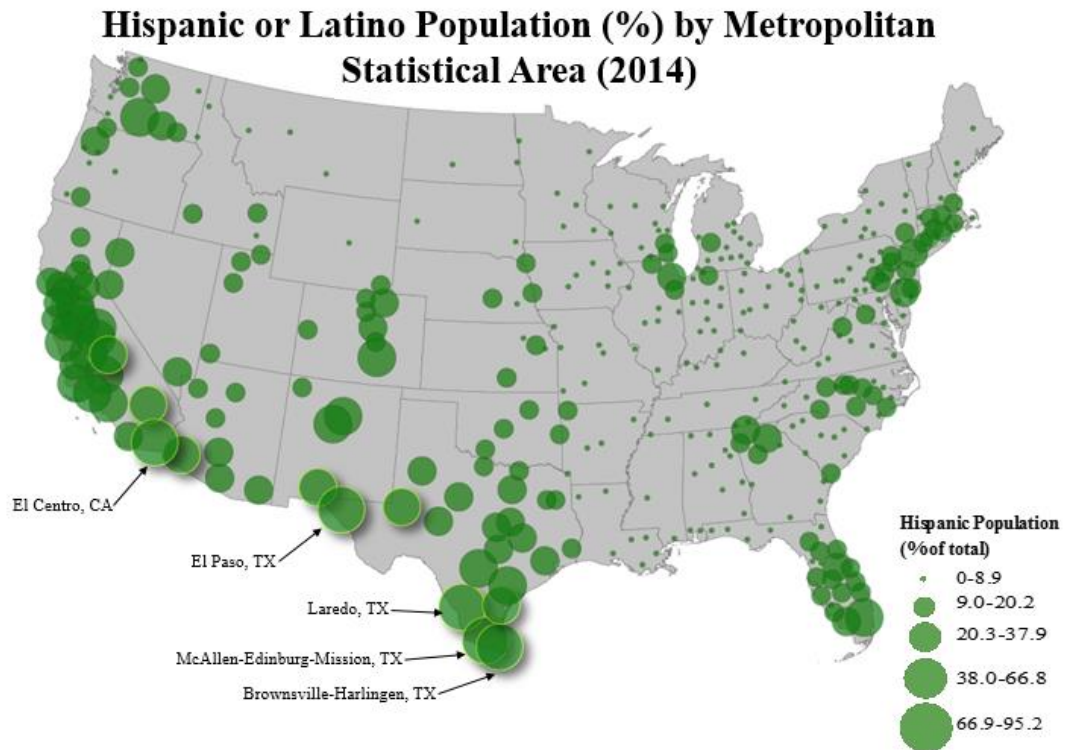 Hispanic or Latino Population (%) by Metropolitan
Statistical Area (2014)
El Centro, CA
El Paso, TX
Laredo, TX
McAllen-Edinburg-Mission, TX
Brownsville-Harlingen, TX
Hispanic Population
(%of total)
0-8.9
9.0-20.2
20.3-37.9
38.0-66.8
66.9-95.2